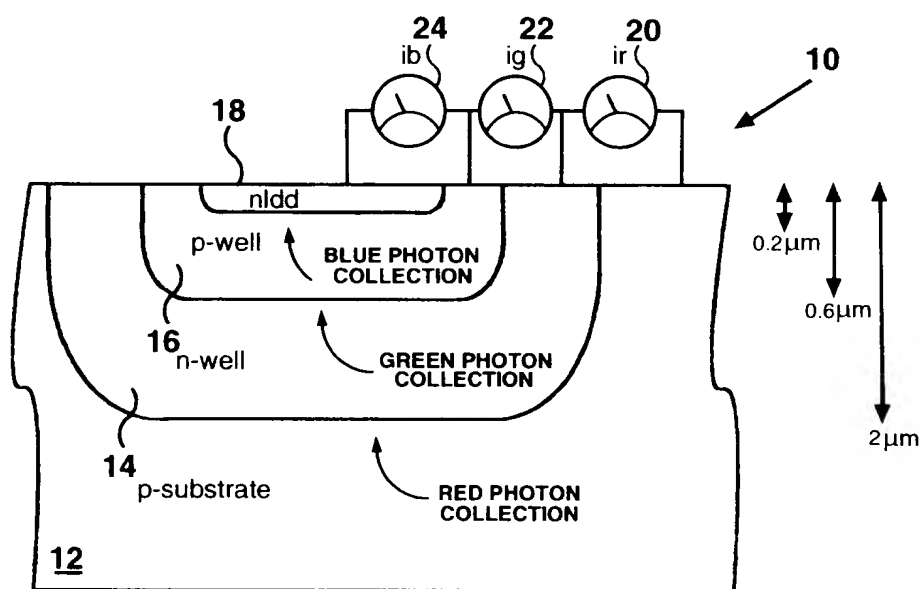 24
22
20
ib
ig
ir
10
18
nldd
p-well
BLUE PHOTON
COLLECTION
0.2µm
0.6µm
16
n-well
GREEN PHOTON
COLLECTION
2µm
14
p-substrate
RED PHOTON
COLLECTION
12